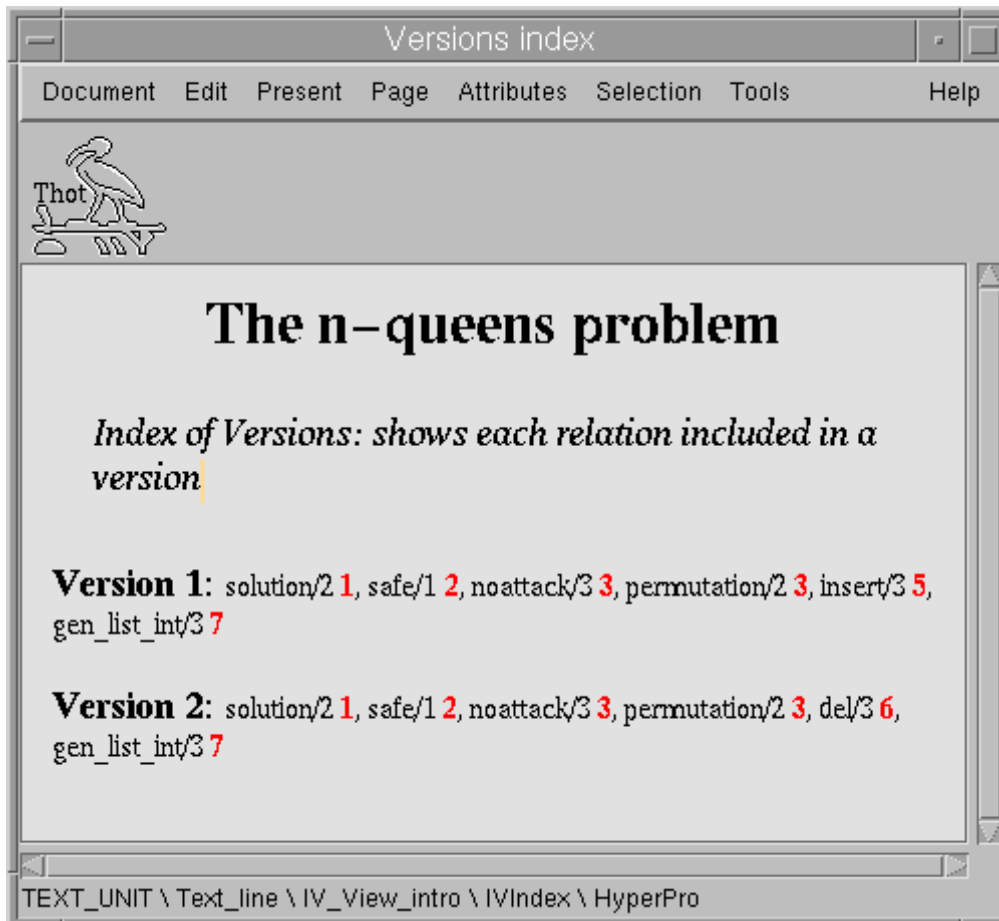 Versions index
Document Edit Present Page Attributes Selection Tools Help
Thot
The n-queens problem
Index of Versions: shows each relation included in a
version
Version 1: solution/2 1, safe/1 2, noattack/3 3, permutation/2 3, insert/3 5,
gen_list_int/3 7
Version 2: solution/2 1, safe/1 2, noattack/3 3, permutation/2 3, del/3 6,
gen_list_int/3 7
TEXT_UNIT \ Text_line \ IV_View_intro \ IVIndex \ HyperPro